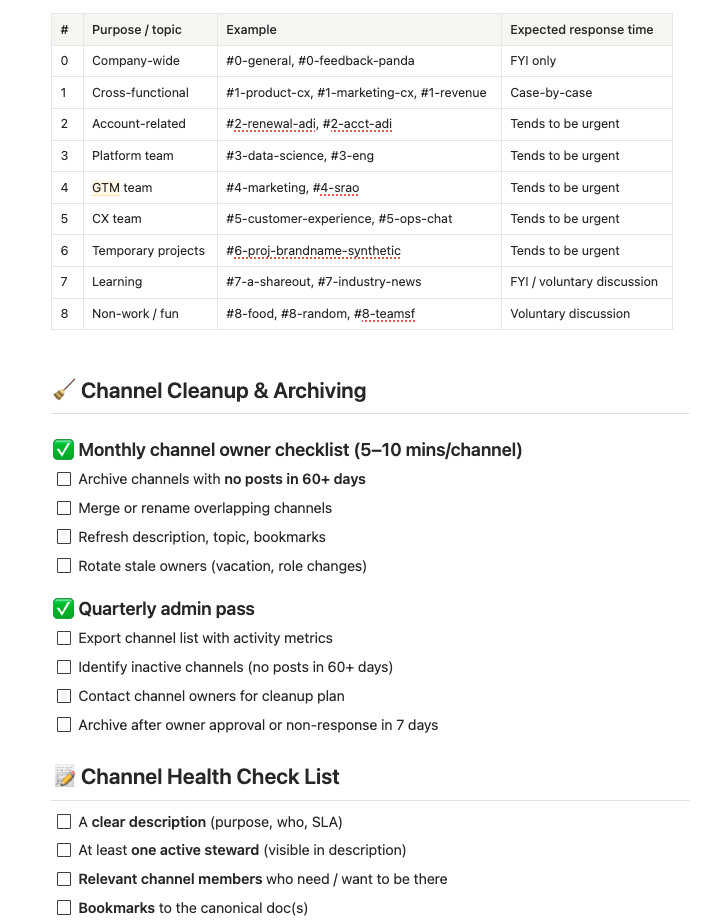 # Purpose / topic Example Expected response time
0 Company-wide #0-general, #0-feedback-panda FYI only
1 Cross-functional #1-product-cx, #1-marketing-cx, #1-revenue Case-by-case
2 Account-related #2-renewal-adi, #2-acct-adi Tends to be urgent
3 Platform team #3-data-science, #3-eng Tends to be urgent
4 GTM team #4-marketing, #4-srao Tends to be urgent
5 CX team #5-customer-experience, #5-ops-chat Tends to be urgent
6 Temporary projects #6-proj-brandname-synthetic Tends to be urgent
7 Learning #7-a-shareout, #7-industry-news FYI / voluntary discussion
8 Non-work / fun #8-food, #8-random, #8-teamsf Voluntary discussion
🧹 Channel Cleanup & Archiving
✅ Monthly channel owner checklist (5–10 mins/channel)
Archive channels with no posts in 60+ days
Merge or rename overlapping channels
Refresh description, topic, bookmarks
Rotate stale owners (vacation, role changes)
✅ Quarterly admin pass
Export channel list with activity metrics
Identify inactive channels (no posts in 60+ days)
Contact channel owners for cleanup plan
Archive after owner approval or non-response in 7 days
📝 Channel Health Check List
A clear description (purpose, who, SLA)
At least one active steward (visible in description)
Relevant channel members who need / want to be there
Bookmarks to the canonical doc(s)